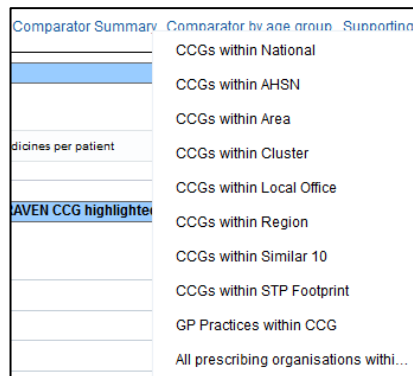 Comparator Summary Comparator by age group Supporting
CCGs within National
CCGs within AHSN
CCGs within Area
dicines per patient
CCGs within Cluster
CCGs within Local Office
RAVEN CCG highlighted
CCGs within Region
CCGs within Similar 10
CCGs within STP Footprint
GP Practices within CCG
All prescribing organisations withi...